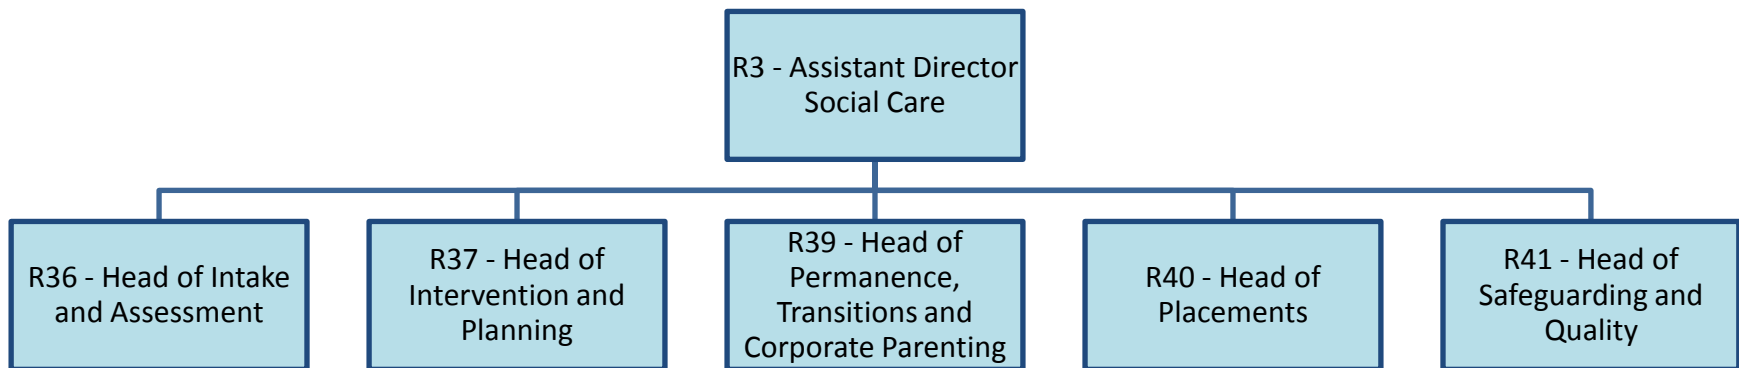 R3 - Assistant Director
Social Care
R36 - Head of Intake
and Assessment
R37 - Head of
Intervention and
Planning
R39 - Head of
Permanence,
Transitions and
Corporate Parenting
R40 - Head of
Placements
R41 - Head of
Safeguarding and
Quality